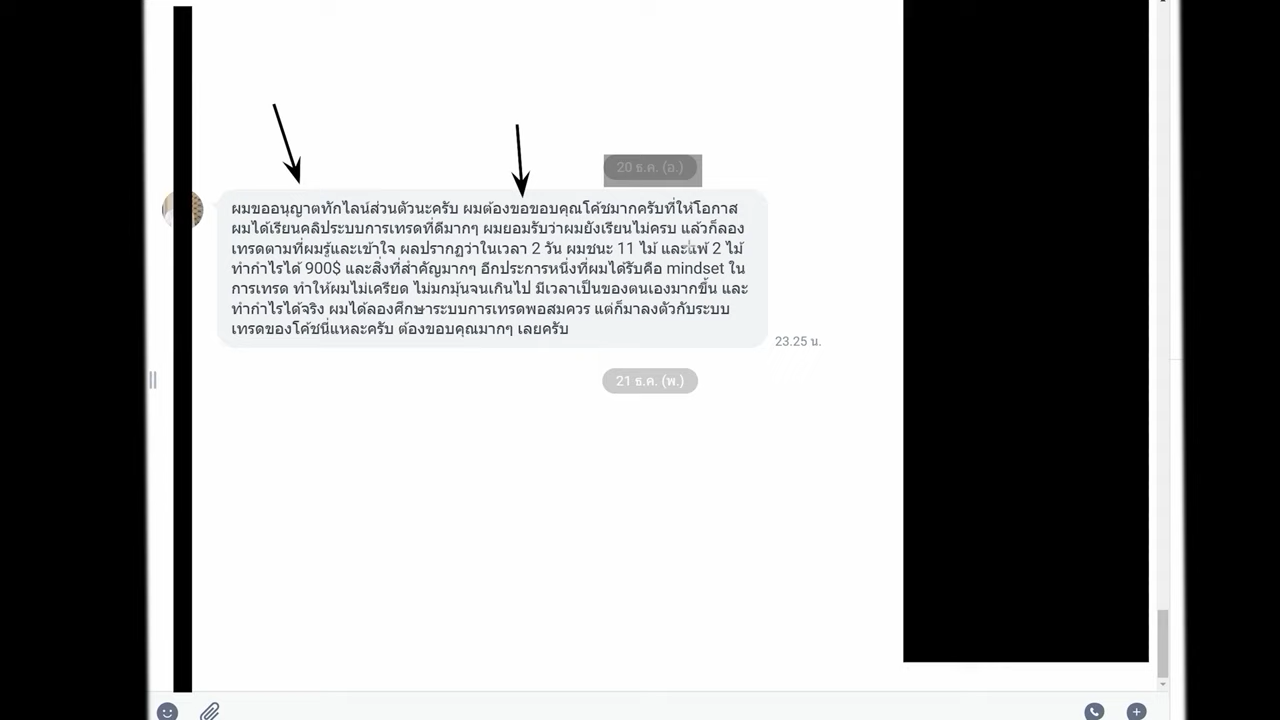 20 ธ.ค. (อ.)
ผมขออนุญาตทักไลน์ส่วนตัวนะครับ ผมต้องขอขอบคุณโค้ชมากครับที่ให้โอกาส
ผมได้เรียนคลิประบบการเทรดที่ดีมากๆ ผมยอมรับว่าผมยังเรียนไม่ครบ แล้วก็ลอง
เทรดตามที่ผมรู้และเข้าใจ ผลปรากฏว่าในเวลา 2 วัน ผมชนะ 11 ไม้ และแพ้ 2 ไม้
ทำกำไรได้ 900$ และสิ่งที่สำคัญมากๆ อีกประการหนึ่งที่ผมได้รับคือ mindset ใน
การเทรด ทำให้ผมไม่เครียด ไม่มกมุ้นจนเกินไป มีเวลาเป็นของตนเองมากขึ้น และ
ทำกำไรได้จริง ผมได้ลองศึกษาระบบการเทรดพอสมควร แต่ก็มาลงตัวกับระบบ
เทรดของโค้ชนี่แหละครับ ต้องขอบคุณมากๆ เลยครับ
23.25 น.
21 ธ.ค. (พ.)